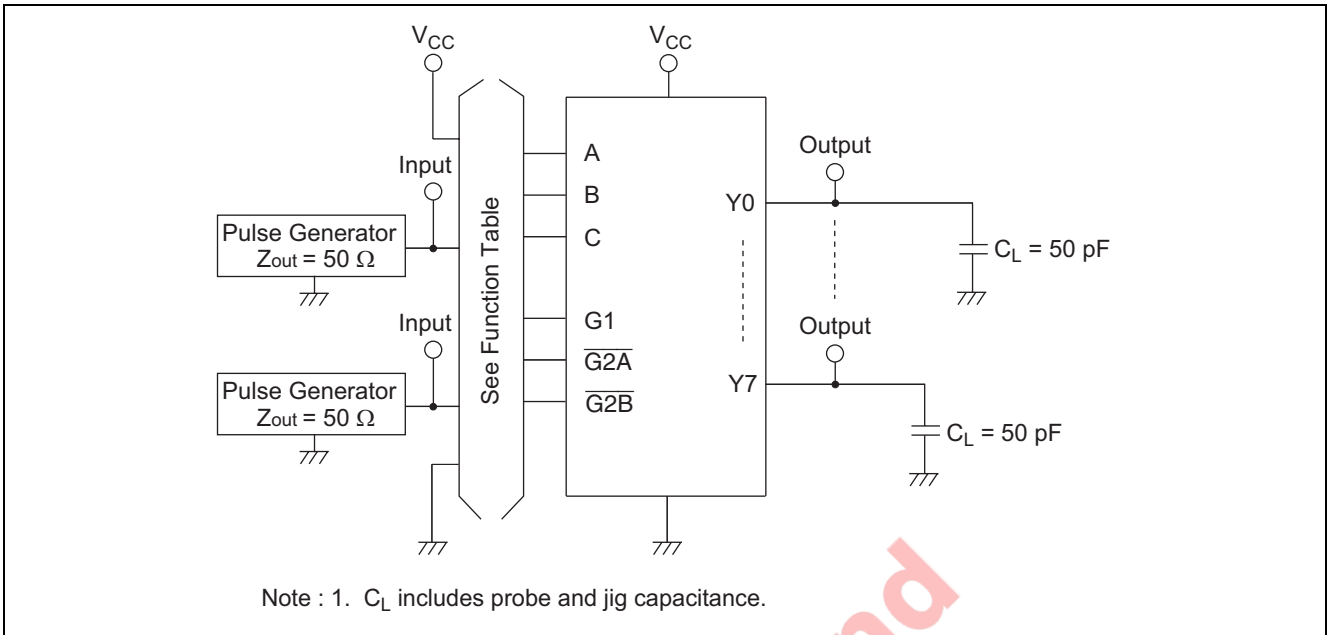 VCC
VCC
Input
Pulse Generator
Zout = 50 Ω
Input
Pulse Generator
Zout = 50 Ω
See Function Table
A
B
C
G1
G2A
G2B
Y0
Y7
Output
CL = 50 pF
Output
CL = 50 pF
Note : 1. CL includes probe and jig capacitance.